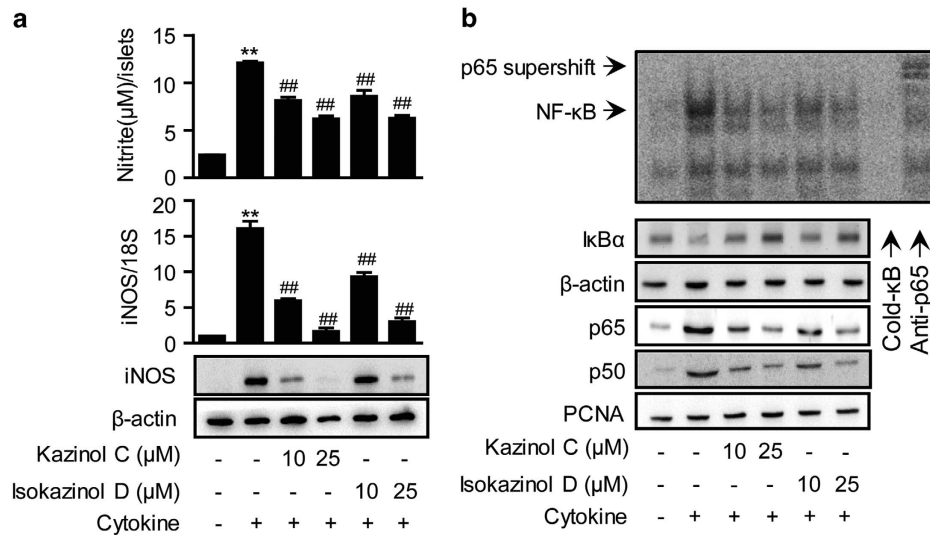 a
Nitrite(μM)/islets
15
10
5
0
**
##
##
##
##
iNOS/18S
20
15
10
5
0
**
##
##
##
##
iNOS
β-actin
Kazinol C (μM) - - 10 25 - -
Isokazinol D (μM) - - - - 10 25
Cytokine - + + + + +
b
p65 supershift
NF-κB
IκBα
β-actin
p65
p50
PCNA
Cold-κB
Anti-p65
Kazinol C (μM) - - 10 25 - -
Isokazinol D (μM) - - - - 10 25
Cytokine - + + + + +